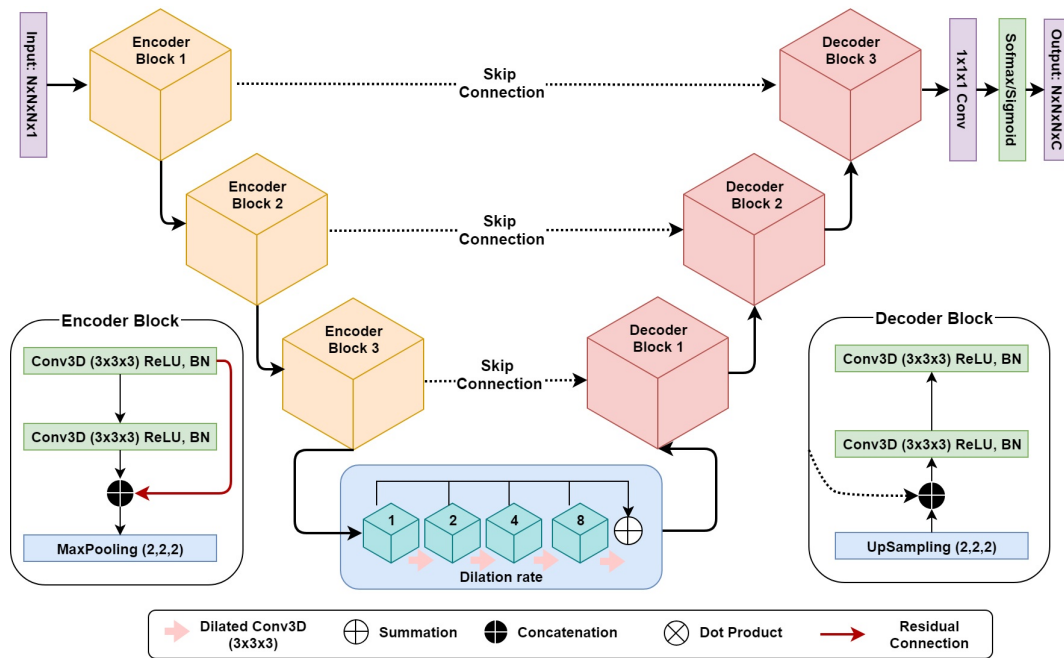 Input: NxNxNx1
Encoder
Block 1
Skip
Connection
Decoder
Block 3
1x1x1 Conv
Sofmax/Sigmoid
Output: NxNxNxC
Encoder
Block 2
Skip
Connection
Decoder
Block 2
Encoder
Block 3
Skip
Connection
Decoder
Block 1
Encoder Block
Conv3D (3x3x3) ReLU, BN
Conv3D (3x3x3) ReLU, BN
MaxPooling (2,2,2)
1
2
4
8
Dilation rate
Decoder Block
Conv3D (3x3x3) ReLU, BN
Conv3D (3x3x3) ReLU, BN
UpSampling (2,2,2)
Dilated Conv3D
(3x3x3)
Summation
Concatenation
Dot Product
Residual
Connection